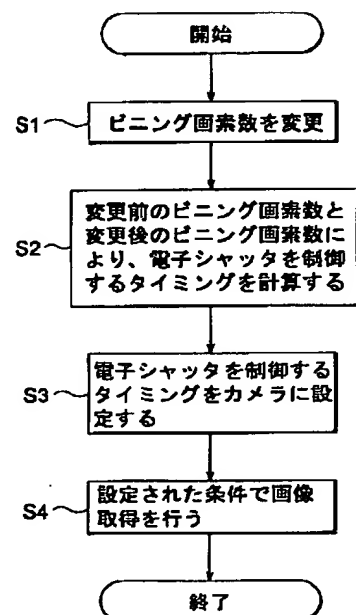 開始
S1
ビニング画素数を変更
S2
変更前のビニング画素数と
変更後のビニング画素数に
より、電子シャッタを制御
するタイミングを計算する
S3
電子シャッタを制御する
タイミングをカメラに設
定する
S4
設定された条件で画像
取得を行う
終了